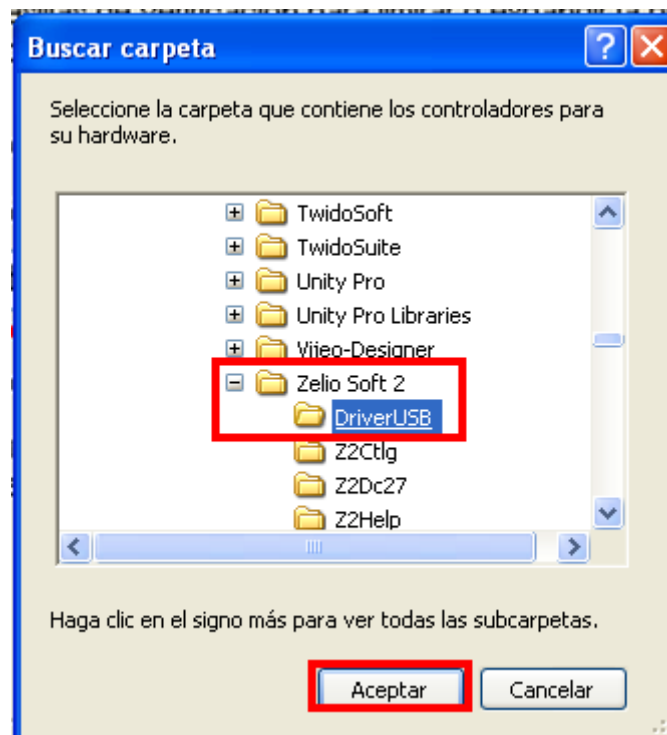 Buscar carpeta
Seleccione la carpeta que contiene los controladores para
su hardware.
TwidoSoft
TwidoSuite
Unity Pro
Unity Pro Libraries
Vijeo-Designer
Zelio Soft 2
DriverUSB
Z2Ctlg
Z2Dc27
Z2Help
Haga clic en el signo más para ver todas las subcarpetas.
Aceptar
Cancelar